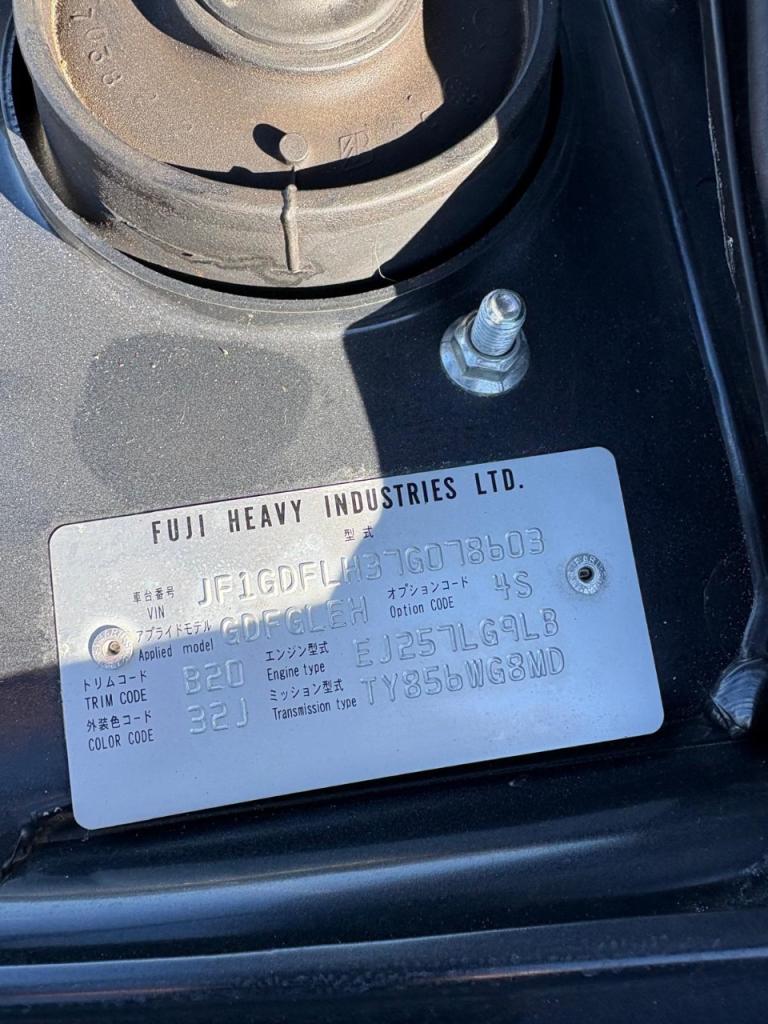 7038
FUJI HEAVY INDUSTRIES LTD.
型式
車台番号 VIN JF1GDFLH37G078603
アプライドモデル Applied model GDFGLEH オプションコード Option CODE 4S
トリムコード TRIM CODE B20 エンジン型式 Engine type EJ257LG9LB
外装色コード COLOR CODE 32J ミッション型式 Transmission type TY856WG8MD